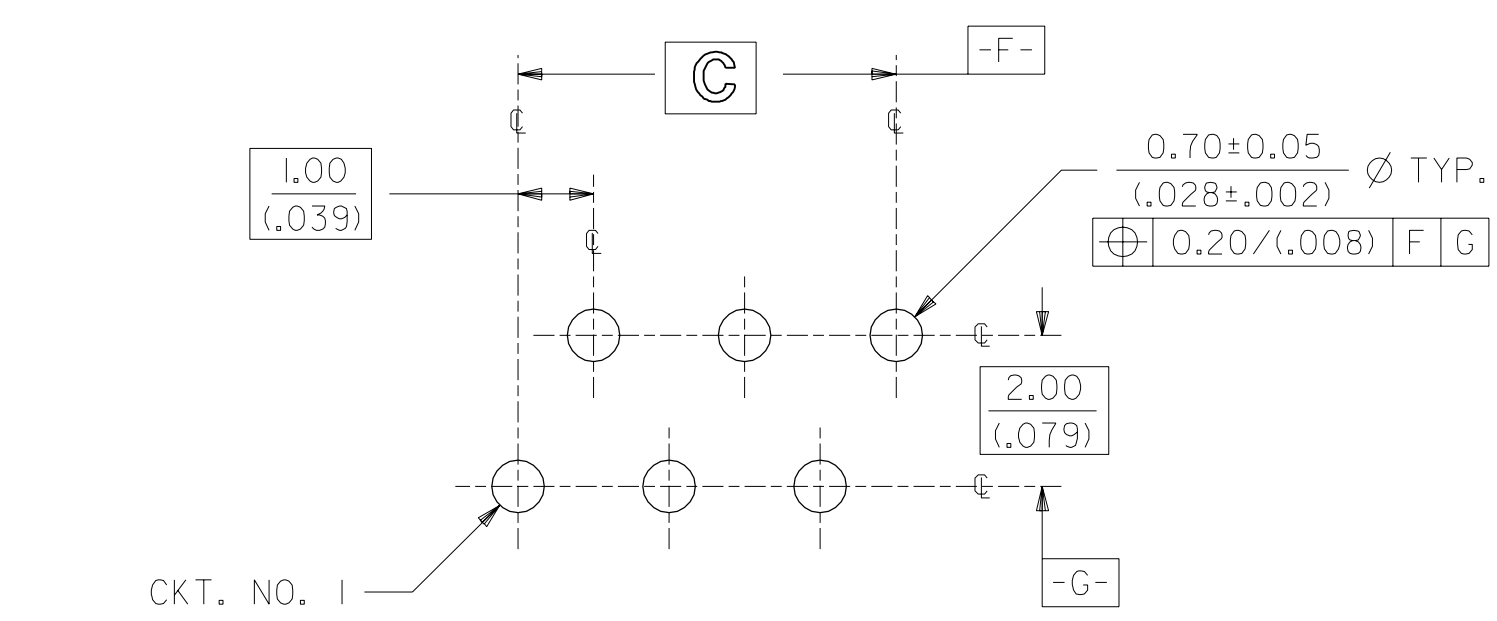 -F-
C
℄
℄
1.00
(.039)
0.70±0.05
(.028±.002)
Ø TYP.
⌖ 0.20/(.008) F G
℄
℄
2.00
(.079)
℄
-G-
CKT. NO. 1